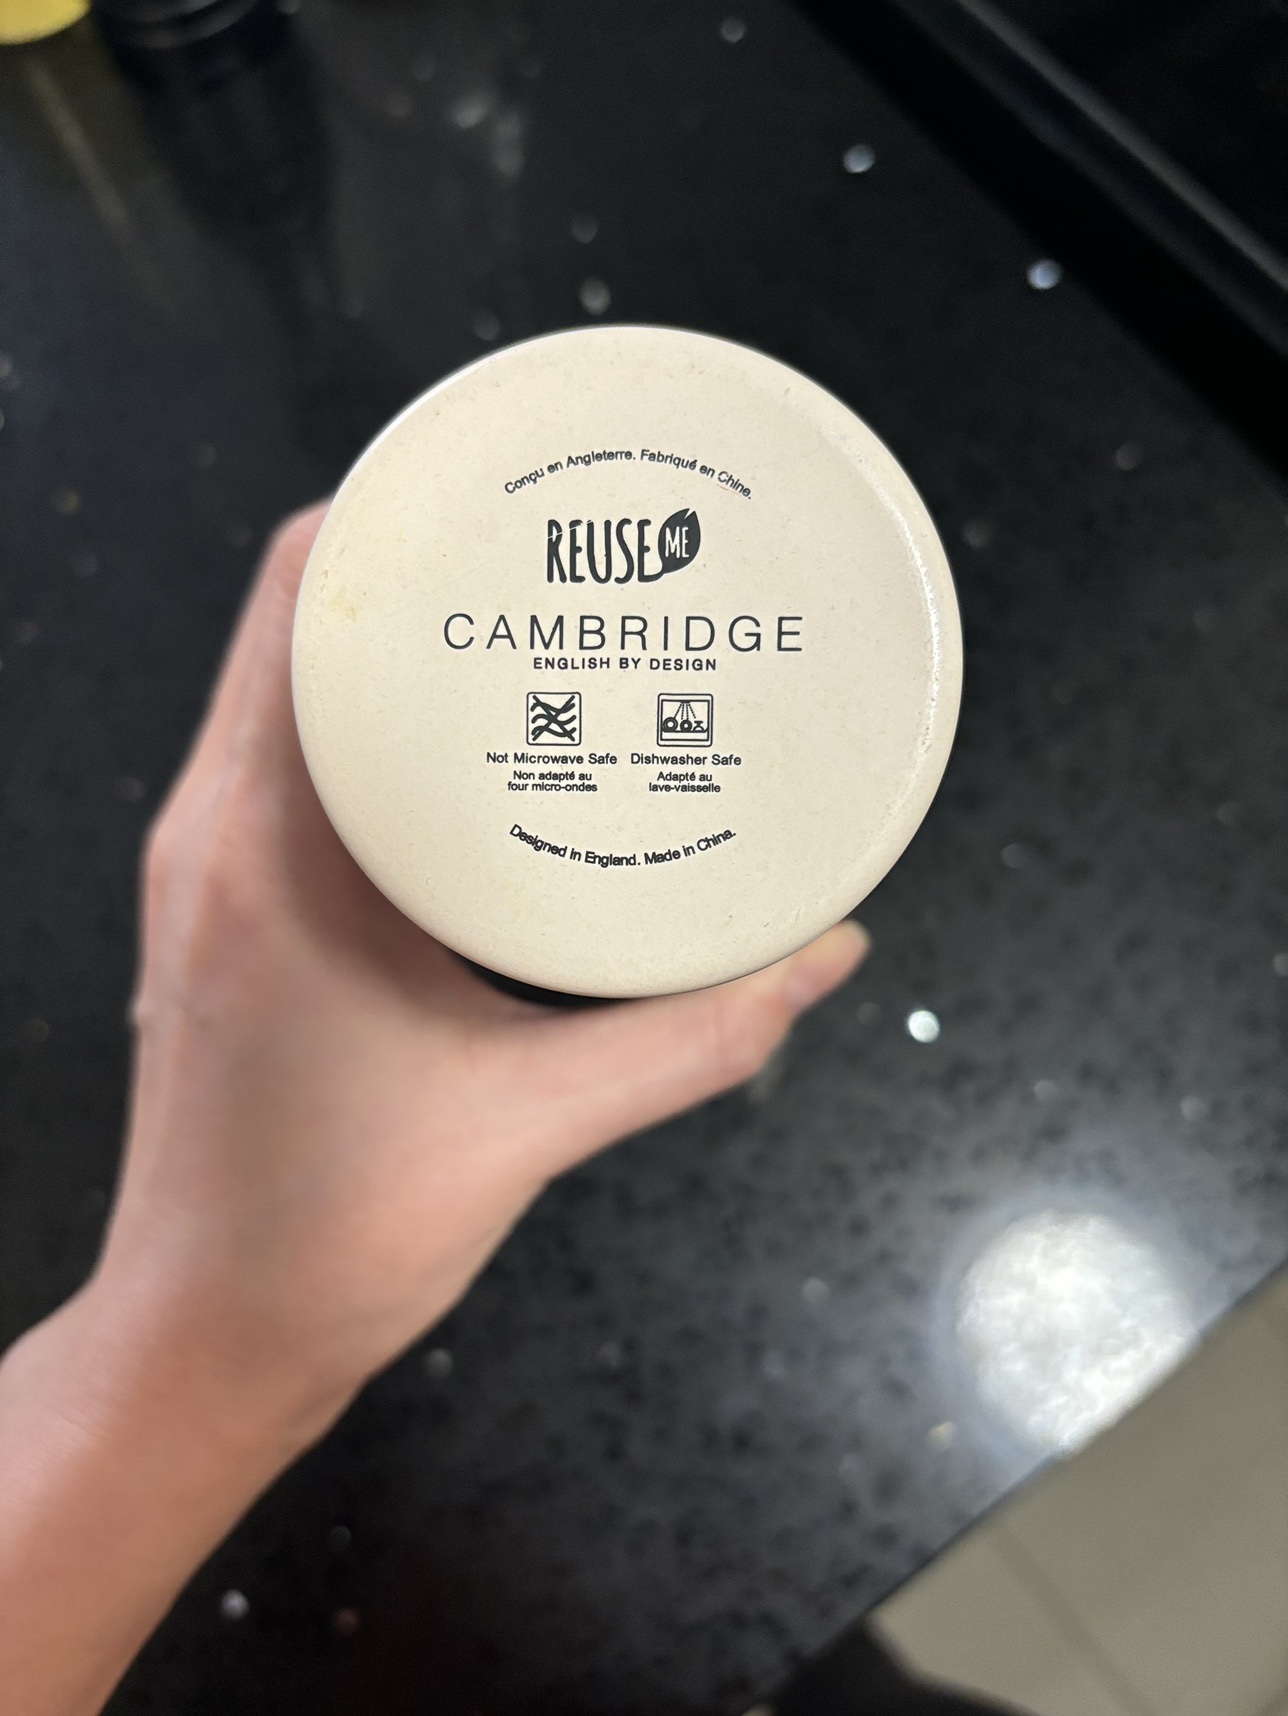 Conçu en Angleterre. Fabriqué en Chine.
REUSE ME
CAMBRIDGE
ENGLISH BY DESIGN
Not Microwave Safe Dishwasher Safe
Non adapté au Adapté au
four micro-ondes lave-vaisselle
Designed in England. Made in China.